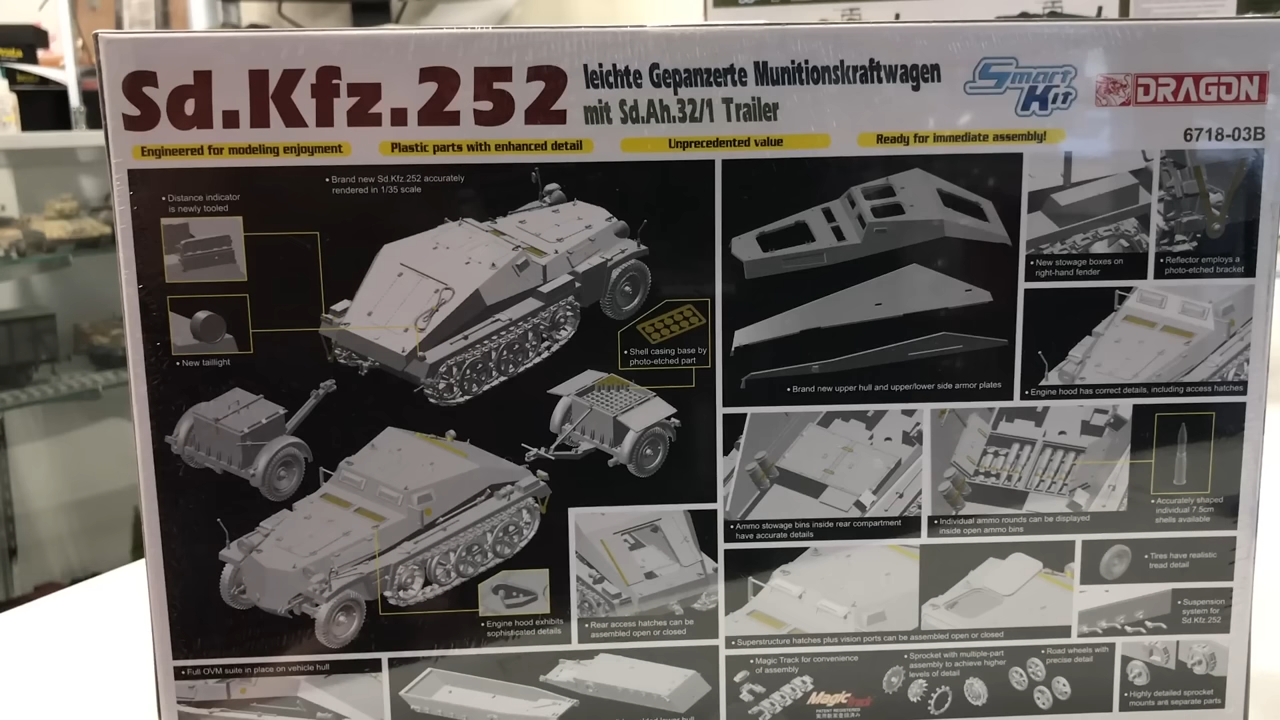 Sd.Kfz.252
leichte Gepanzerte Munitionskraftwagen
mit Sd.Ah.32/1 Trailer
Smart Kit
DRAGON
6718-03B
Engineered for modeling enjoyment
Plastic parts with enhanced detail
Unprecedented value
Ready for immediate assembly!
• Distance indicator
is newly tooled
• Brand new Sd.Kfz.252 accurately
rendered in 1/35 scale
• New taillight
• Shell casing base by
photo-etched part
• Engine hood exhibits
sophisticated details
• Rear access hatches can be
assembled open or closed
• Full OVM suite in place on vehicle hull
lower hull
• Brand new upper hull and upper/lower side armor plates
• New stowage boxes on
right-hand fender
• Reflector employs a
photo-etched bracket
• Engine hood has correct details, including access hatches
• Ammo stowage bins inside rear compartment
have accurate details
• Individual ammo rounds can be displayed
inside open ammo bins
• Accurately shaped
individual 7.5cm
shells available
• Superstructure hatches plus vision ports can be assembled open or closed
• Tires have realistic
tread detail
• Suspension
system for
Sd.Kfz.252
• Magic Track for convenience
of assembly
Magic Track
PATENT REGISTERED
• Sprocket with multiple-part
assembly to achieve higher
levels of detail
• Road wheels with
precise detail
• Highly detailed sprocket
mounts are separate parts